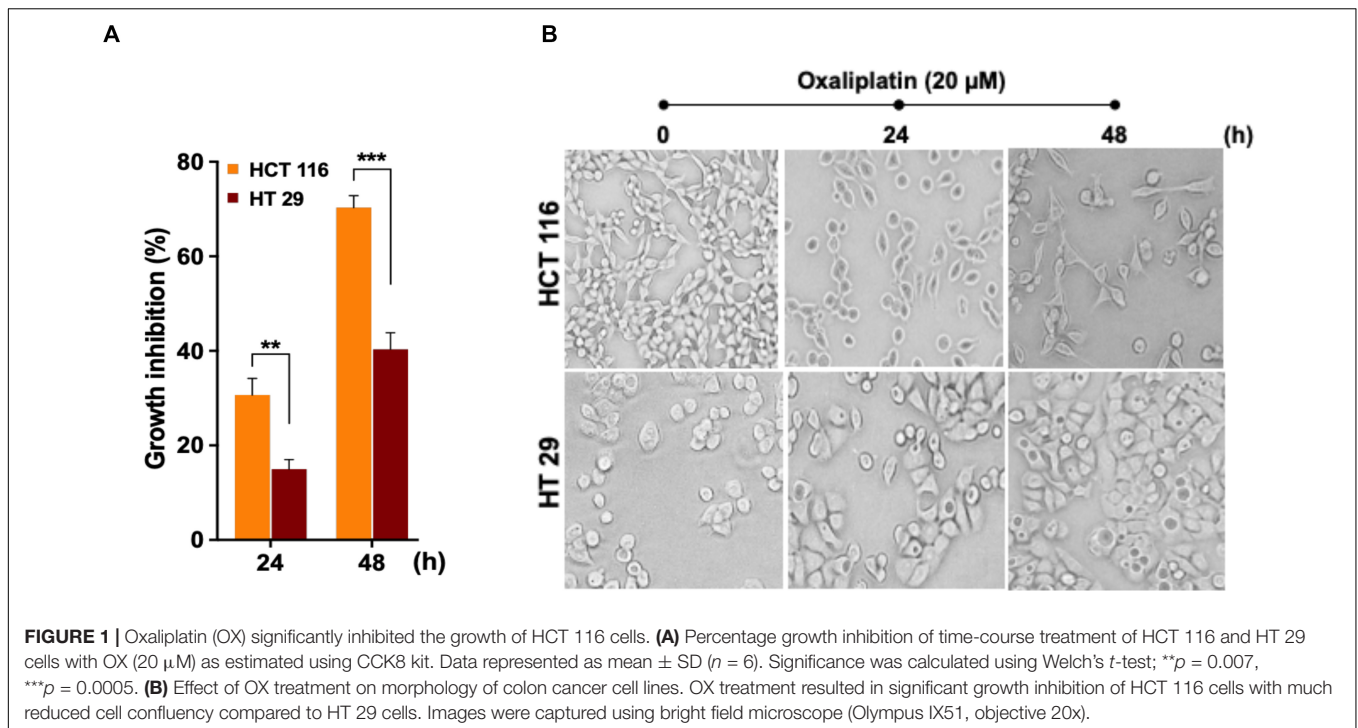 A
80
60
40
20
0
Growth inhibition (%)
HCT 116
HT 29
**
***
24 48 (h)
B
Oxaliplatin (20 µM)
0 24 48 (h)
HCT 116
HT 29
FIGURE 1 | Oxaliplatin (OX) significantly inhibited the growth of HCT 116 cells. (A) Percentage growth inhibition of time-course treatment of HCT 116 and HT 29
cells with OX (20 µM) as estimated using CCK8 kit. Data represented as mean ± SD (n = 6). Significance was calculated using Welch's t-test; **p = 0.007,
***p = 0.0005. (B) Effect of OX treatment on morphology of colon cancer cell lines. OX treatment resulted in significant growth inhibition of HCT 116 cells with much
reduced cell confluency compared to HT 29 cells. Images were captured using bright field microscope (Olympus IX51, objective 20x).